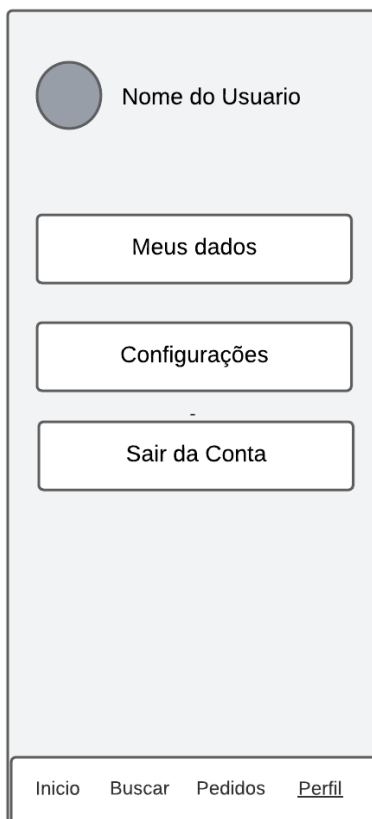 Nome do Usuario
Meus dados
Configurações
-
Sair da Conta
Inicio Buscar Pedidos Perfil